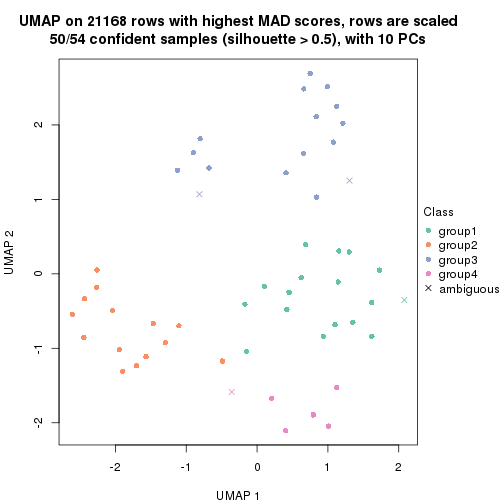 UMAP on 21168 rows with highest MAD scores, rows are scaled
50/54 confident samples (silhouette > 0.5), with 10 PCs
2
1
0
-1
-2
UMAP 2
-2
-1
0
1
2
UMAP 1
Class
group1
group2
group3
group4
ambiguous